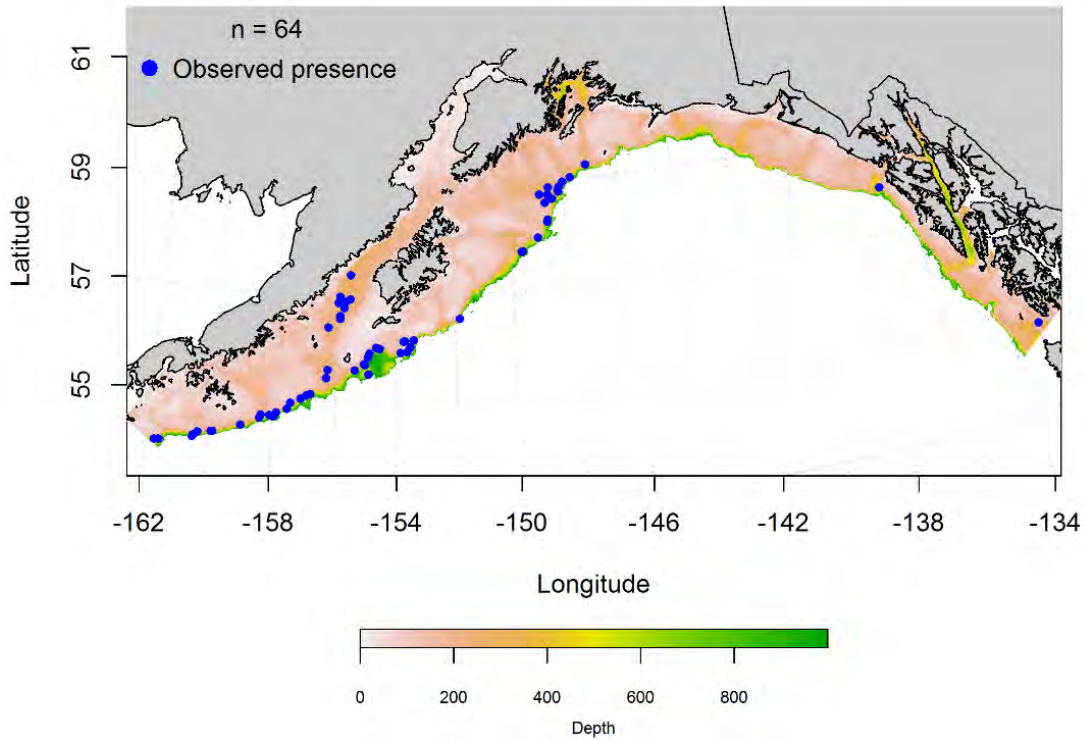 n = 64
Observed presence
Latitude
61
59
57
55
-162 -158 -154 -150 -146 -142 -138 -134
Longitude
0 200 400 600 800
Depth